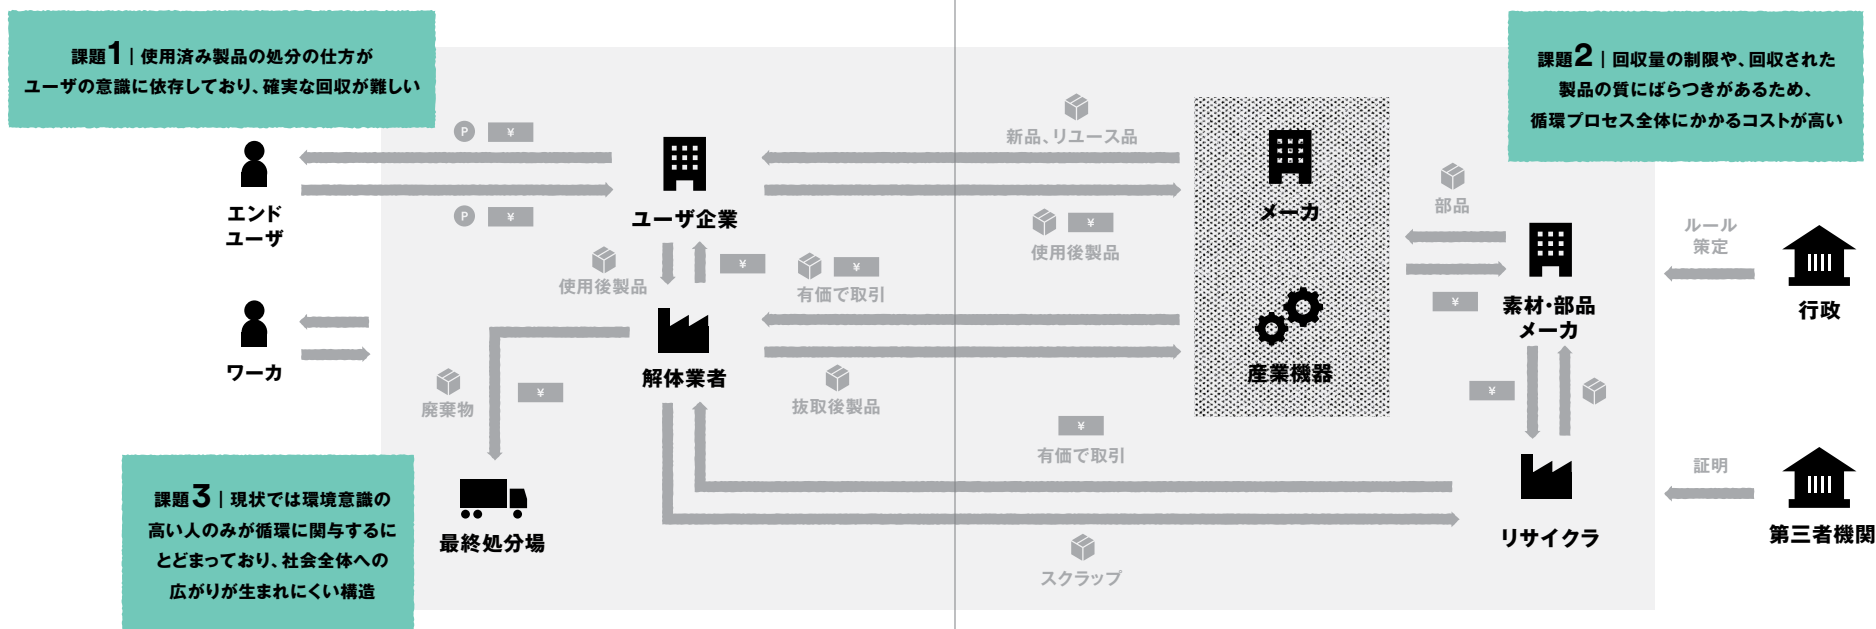 課題1｜使用済み製品の処分の仕方が
ユーザの意識に依存しており、確実な回収が難しい
課題2｜回収量の制限や、回収された
製品の質にばらつきがあるため、
循環プロセス全体にかかるコストが高い
P ¥
新品、リユース品
エンド
ユーザ
P ¥
ユーザ企業
メーカ
¥
使用後製品
部品
ルール
策定
使用後製品
¥
¥
有価で取引
¥
素材・部品
メーカ
行政
ワーカ
解体業者
産業機器
廃棄物
¥
抜取後製品
¥
¥
有価で取引
証明
課題3｜現状では環境意識の
高い人のみが循環に関与するに
とどまっており、社会全体への
広がりが生まれにくい構造
最終処分場
リサイクラ
第三者機関
スクラップ